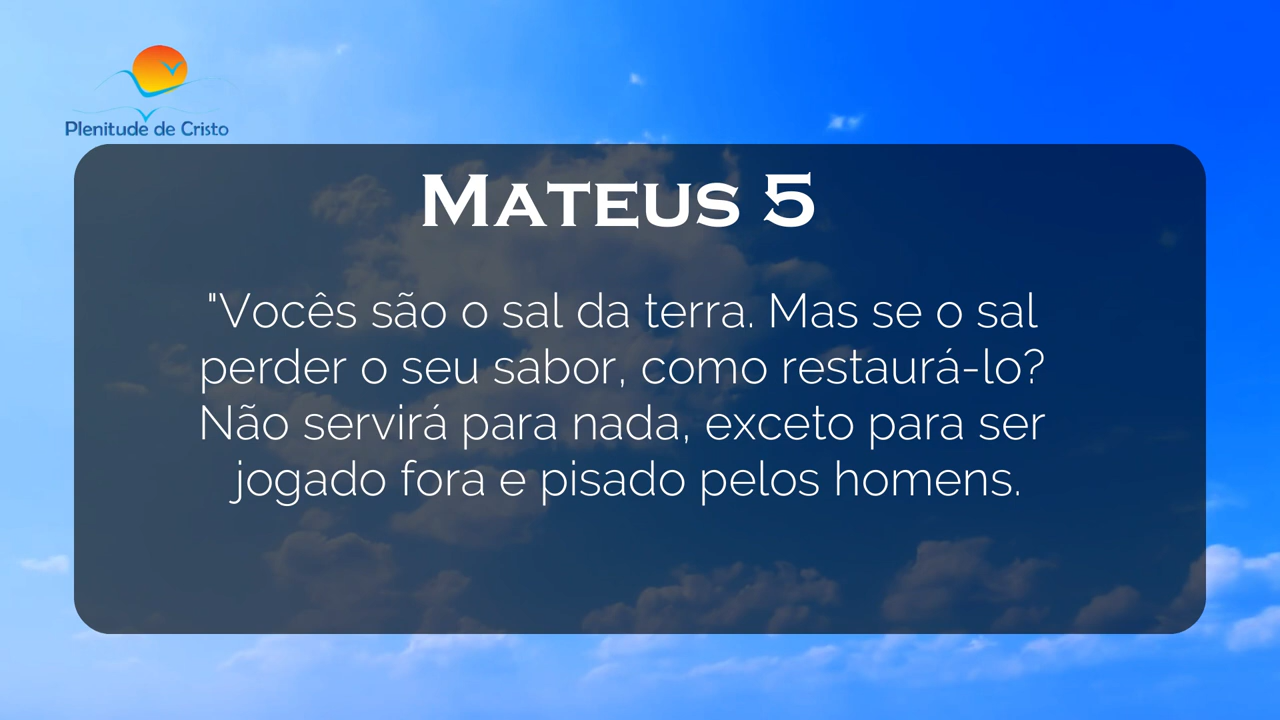 Plenitude de Cristo
Mateus 5
"Vocês são o sal da terra. Mas se o sal
perder o seu sabor, como restaurá-lo?
Não servirá para nada, exceto para ser
jogado fora e pisado pelos homens.